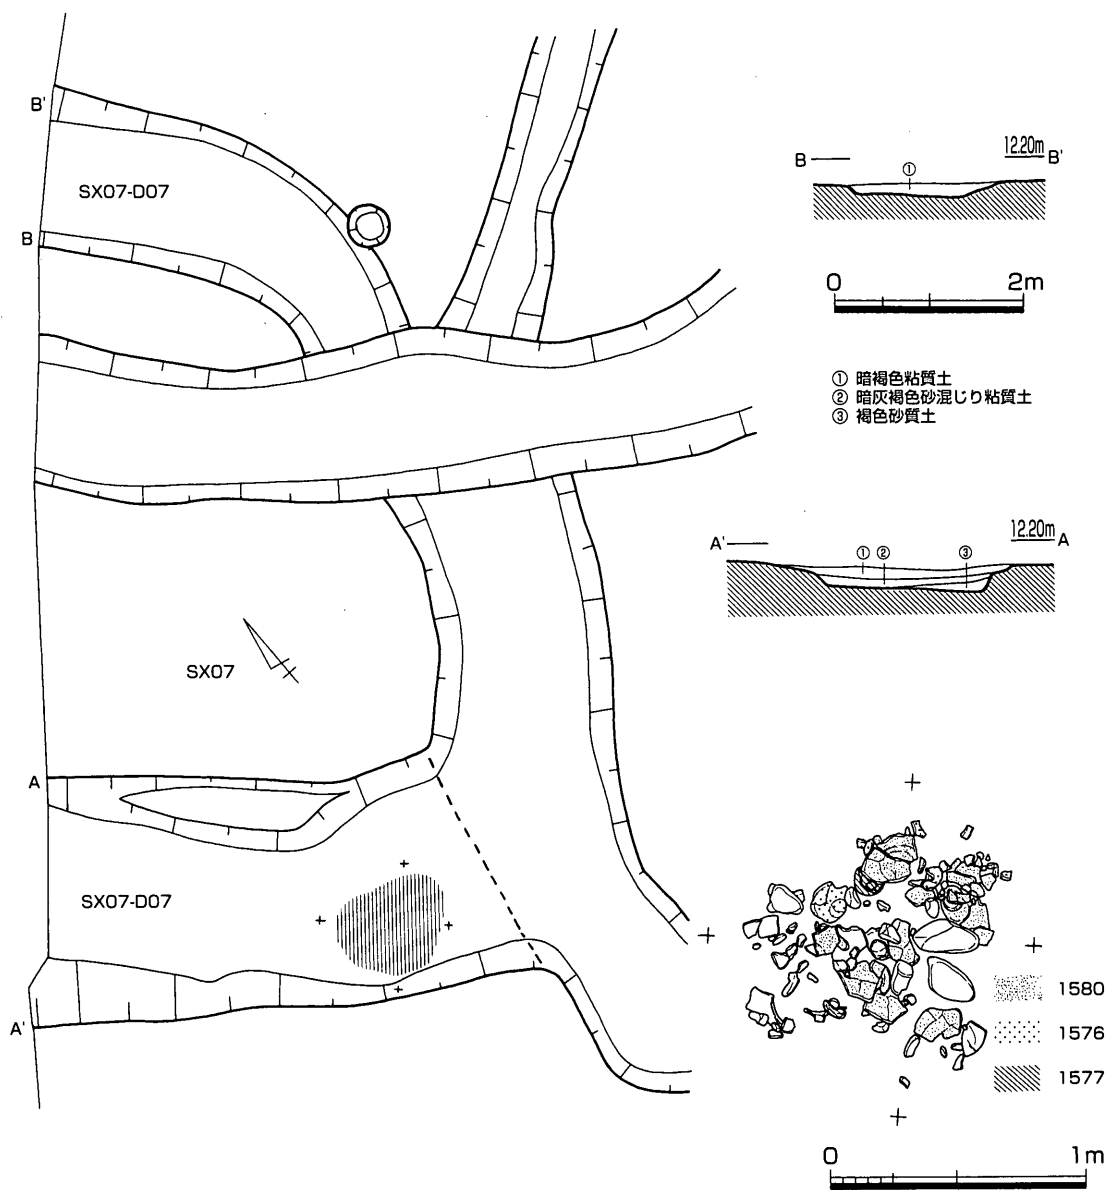 B'
SX07-D07
B
SX07
A
SX07-D07
A'
B 12.20m B'
①
0 2m
① 暗褐色粘質土
② 暗灰褐色砂混じり粘質土
③ 褐色砂質土
A' 12.20m A
① ② ③
1580
1576
1577
0 1m